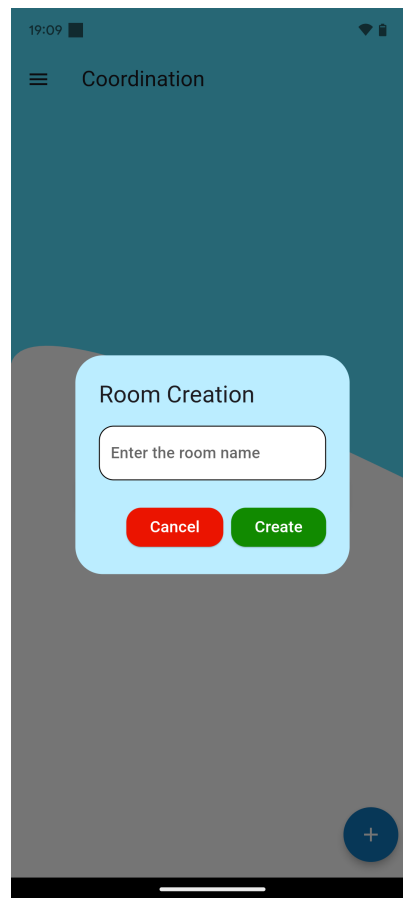 19:09
Coordination
Room Creation
Enter the room name
Cancel Create
+